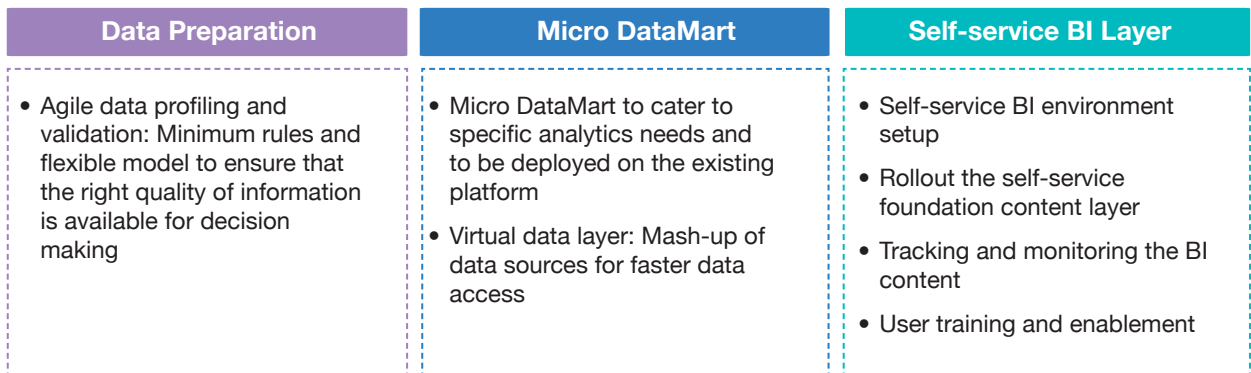 Data Preparation
• Agile data profiling and
validation: Minimum rules and
flexible model to ensure that
the right quality of information
is available for decision
making
Micro DataMart
• Micro DataMart to cater to
specific analytics needs and
to be deployed on the existing
platform
• Virtual data layer: Mash-up of
data sources for faster data
access
Self-service BI Layer
• Self-service BI environment
setup
• Rollout the self-service
foundation content layer
• Tracking and monitoring the BI
content
• User training and enablement